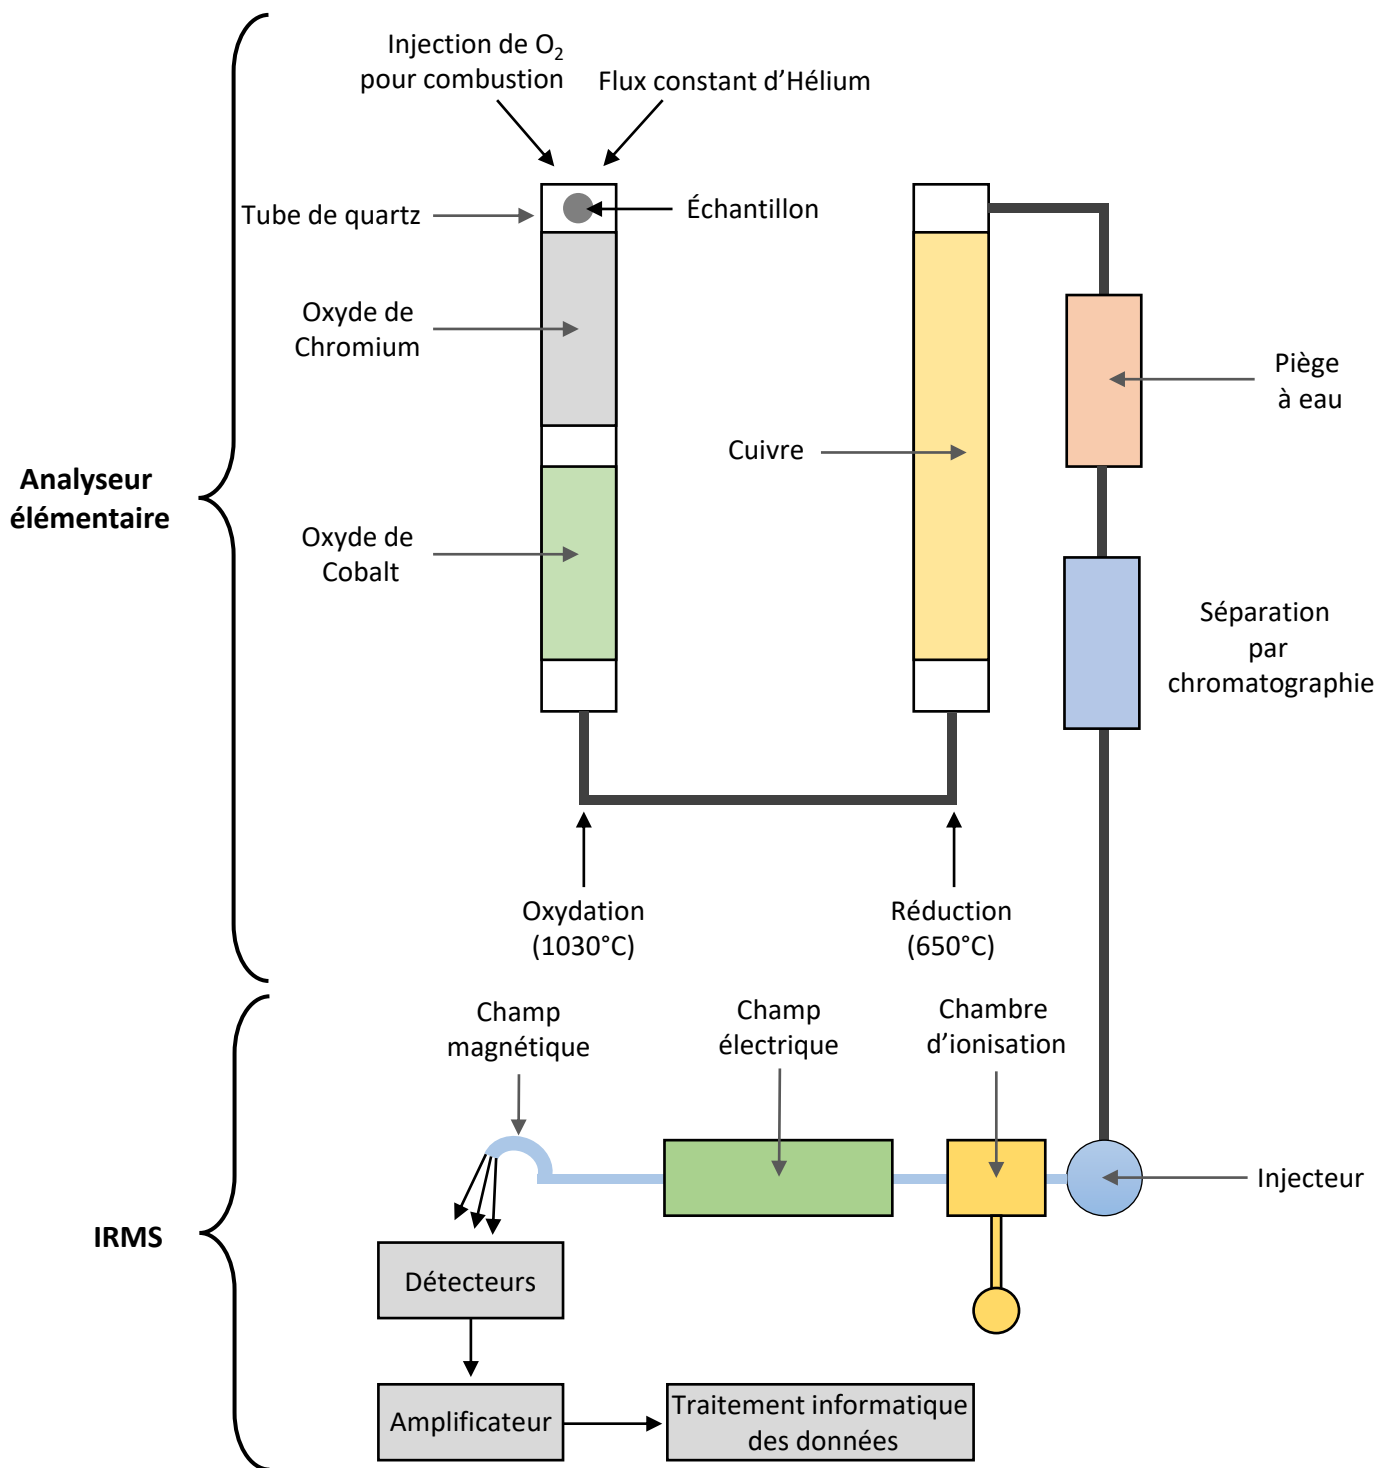 Injection de O2
pour combustion
Flux constant d’Hélium
Tube de quartz
Échantillon
Oxyde de
Chromium
Piège
à eau
Cuivre
Analyseur
élémentaire
Oxyde de
Cobalt
Séparation
par
chromatographie
Oxydation
(1030°C)
Réduction
(650°C)
Champ
magnétique
Champ
électrique
Chambre
d’ionisation
Injecteur
IRMS
Détecteurs
Amplificateur
Traitement informatique
des données